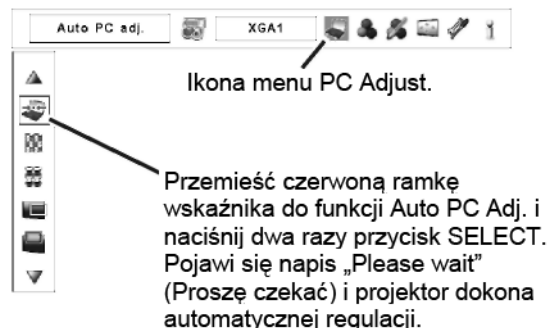 Auto PC adj.
XGA1
Ikona menu PC Adjust.
Przemieść czerwoną ramkę
wskaźnika do funkcji Auto PC Adj. i
naciśnij dwa razy przycisk SELECT.
Pojawi się napis „Please wait”
(Proszę czekać) i projektor dokona
automatycznej regulacji.